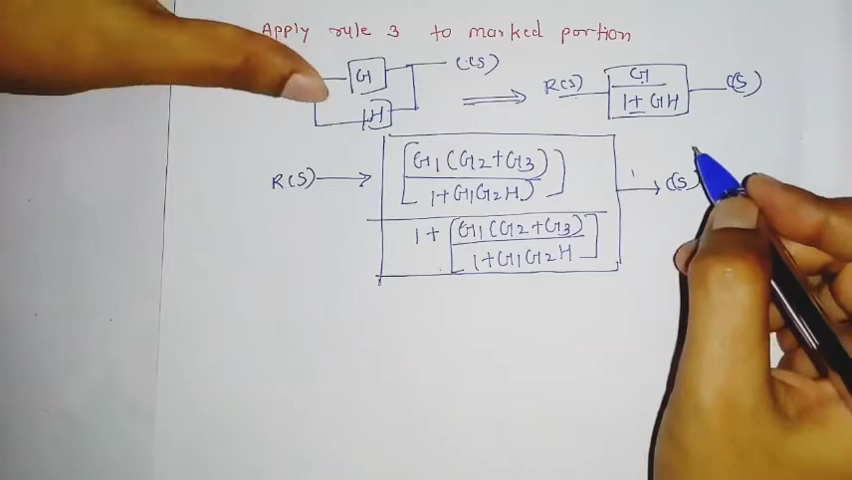 Apply rule 3 to marked portion
G C(S)
H
R(S) G / 1+ GH C(S)
R(S) [G1(G2+G3) / 1+G1G2H] C(S)
1+ [G1(G2+G3) / 1+G1G2H]